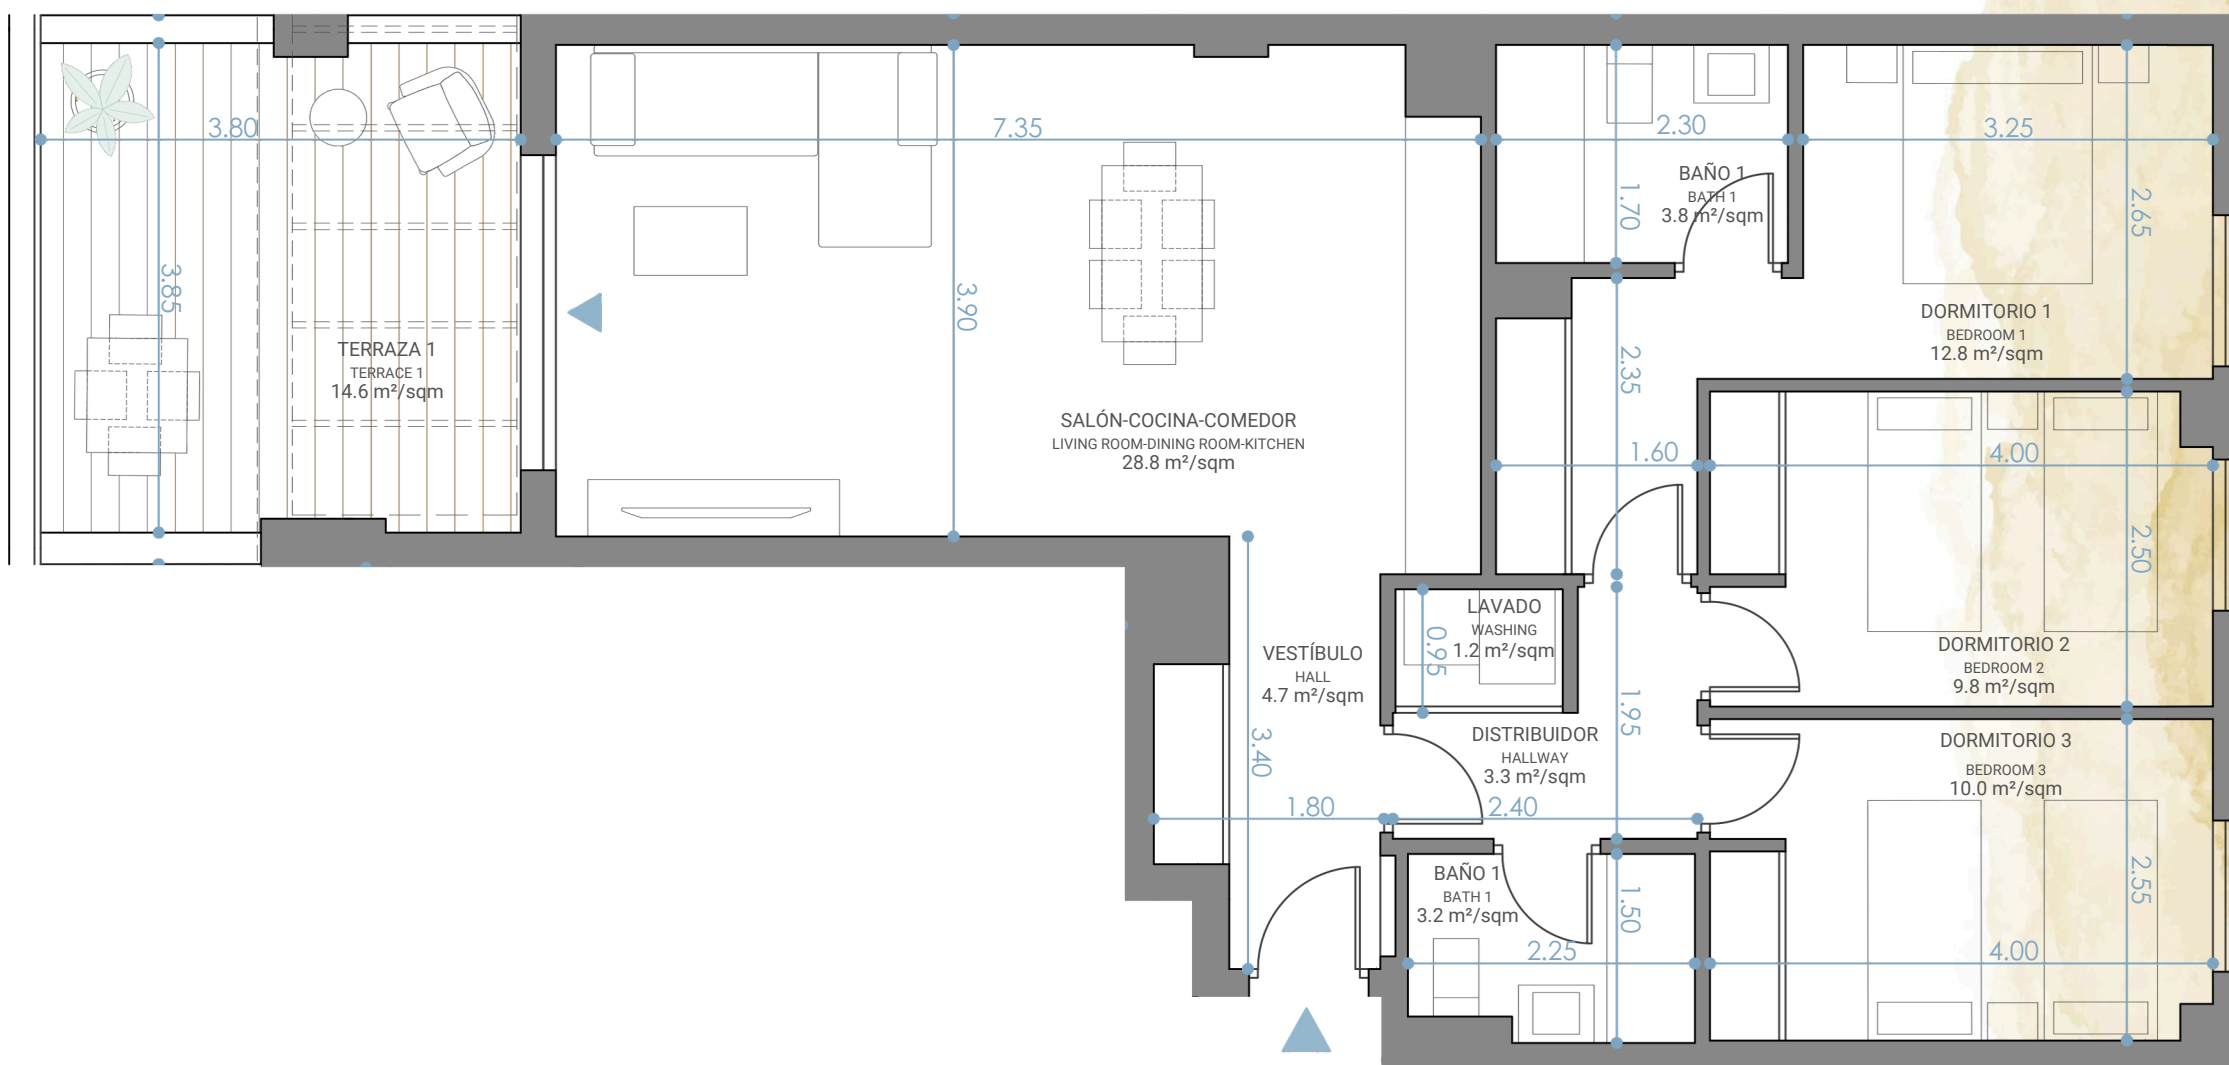 3.80
7.35
2.30
3.25
BAÑO 1
BATH 1
3.8 m²/sqm
1.70
2.65
3.85
3.90
DORMITORIO 1
BEDROOM 1
12.8 m²/sqm
TERRAZA 1
TERRACE 1
14.6 m²/sqm
2.35
SALÓN-COCINA-COMEDOR
LIVING ROOM-DINING ROOM-KITCHEN
28.8 m²/sqm
1.60
4.00
2.50
LAVADO
WASHING
1.2 m²/sqm
0.95
VESTÍBULO
HALL
4.7 m²/sqm
DORMITORIO 2
BEDROOM 2
9.8 m²/sqm
1.95
3.40
DISTRIBUIDOR
HALLWAY
3.3 m²/sqm
DORMITORIO 3
BEDROOM 3
10.0 m²/sqm
1.80
2.40
BAÑO 1
BATH 1
3.2 m²/sqm
1.50
2.55
2.25
4.00